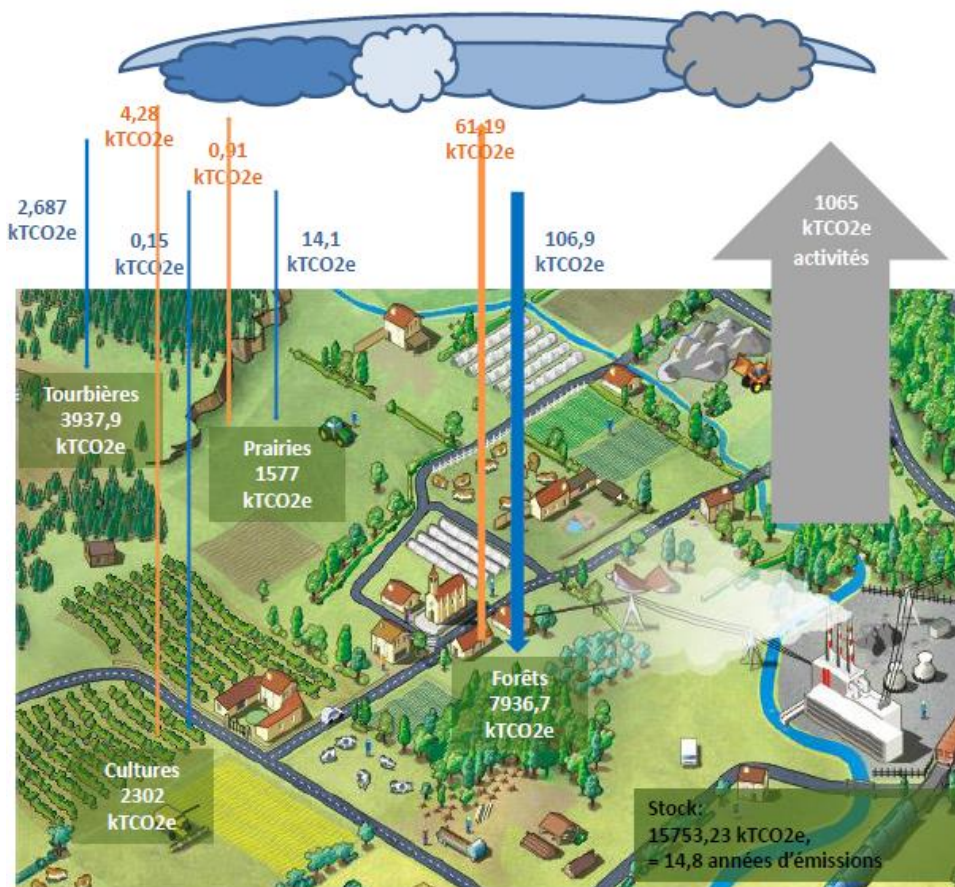 4,28
kTCO2e
0,91
kTCO2e
61,19
kTCO2e
2,687
kTCO2e
0,15
kTCO2e
14,1
kTCO2e
106,9
kTCO2e
1065
kTCO2e
activités
Tourbières
3937,9
kTCO2e
Prairies
1577
kTCO2e
Forêts
7936,7
kTCO2e
Cultures
2302
kTCO2e
Stock:
15753,23 kTCO2e,
= 14,8 années d'émissions